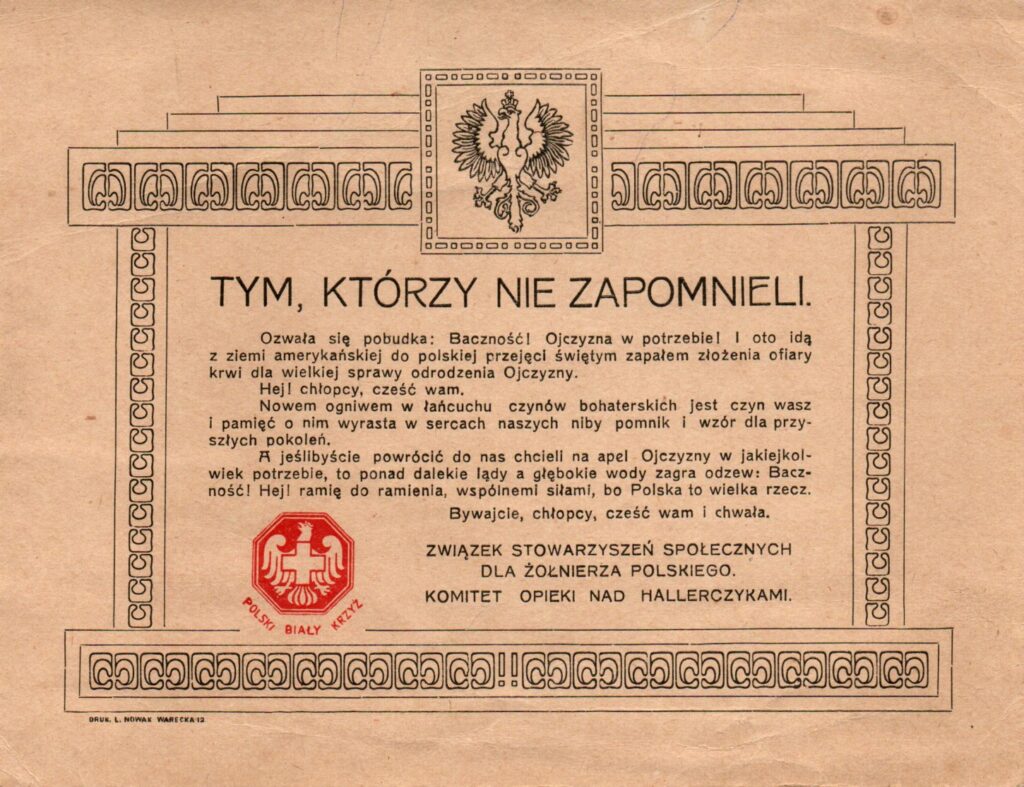 TYM, KTÓRZY NIE ZAPOMNIELI.
Ozwała się pobudka: Baczność! Ojczyzna w potrzebie! I oto idą
z ziemi amerykańskiej do polskiej przejęci świętym zapałem złożenia ofiary
krwi dla wielkiej sprawy odrodzenia Ojczyzny.
Hej! chłopcy, cześć wam.
Nowem ogniwem w łańcuchu czynów bohaterskich jest czyn wasz
i pamięć o nim wyrasta w sercach naszych niby pomnik i wzór dla przy-
szłych pokoleń.
A jeślibyście powrócić do nas chcieli na apel Ojczyzny w jakiejkol-
wiek potrzebie, to ponad dalekie lądy a głębokie wody zagra odzew: Bacz-
ność! Hej! ramię do ramienia, wspólnemi siłami, bo Polska to wielka rzecz.
Bywajcie, chłopcy, cześć wam i chwała.
ZWIĄZEK STOWARZYSZEŃ SPOŁECZNYCH
DLA ŻOŁNIERZA POLSKIEGO.
KOMITET OPIEKI NAD HALLERCZYKAMI.
POLSKI BIAŁY KRZYŻ
DRUK. L. NOWAK WARECKA 12